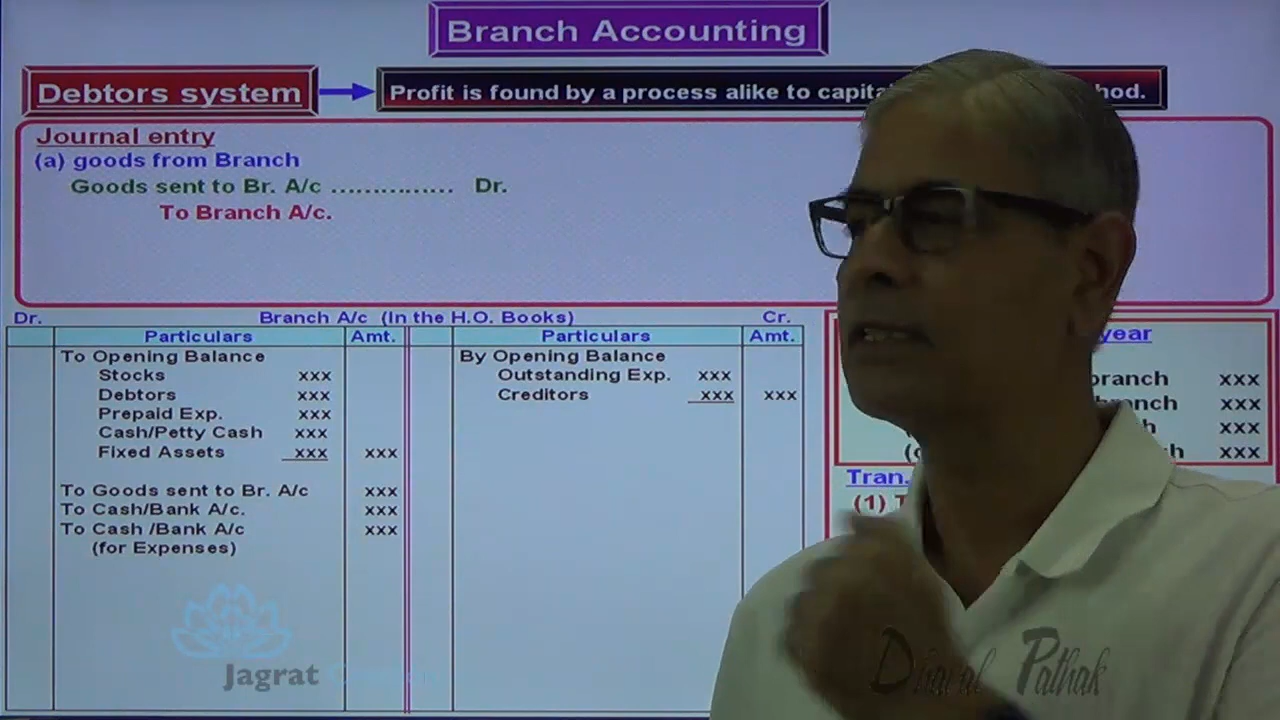 Branch Accounting
Debtors system
Profit is found by a process alike to capita hod.
Journal entry
(a) goods from Branch
Goods sent to Br. A/c …………… Dr.
To Branch A/c.
Dr. Branch A/c (In the H.O. Books) Cr.
Particulars Amt. Particulars Amt.
To Opening Balance By Opening Balance
Stocks xxx Outstanding Exp. xxx
Debtors xxx Creditors xxx xxx
Prepaid Exp. xxx
Cash/Petty Cash xxx
Fixed Assets xxx xxx
To Goods sent to Br. A/c xxx
To Cash/Bank A/c. xxx
To Cash /Bank A/c xxx
(for Expenses)
year
branch xxx
xxx
xxx
xxx
Tran.
(1)
Jagrat
Dhaval Pathak